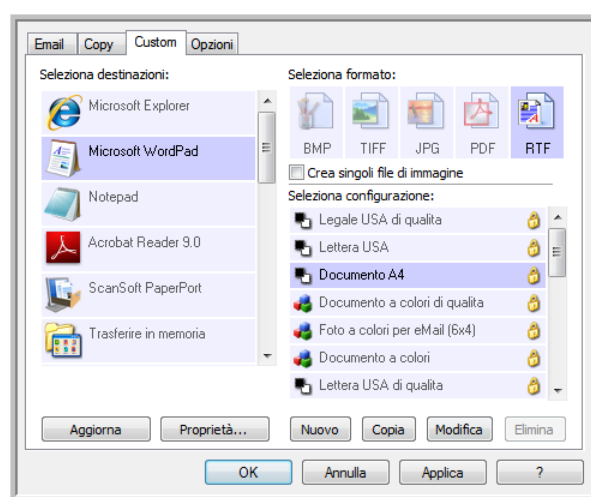 Email Copy Custom Opzioni
Seleziona destinazioni:
Microsoft Explorer
Microsoft WordPad
Notepad
Acrobat Reader 9.0
ScanSoft PaperPort
Trasferire in memoria
Aggiorna Proprietà...
Seleziona formato:
BMP TIFF JPG PDF RTF
Crea singoli file di immagine
Seleziona configurazione:
Legale USA di qualita
Lettera USA
Documento A4
Documento a colori di qualita
Foto a colori per eMail (6x4)
Documento a colori
Lettera USA di qualita
Nuovo Copia Modifica Elimina
OK Annulla Applica ?